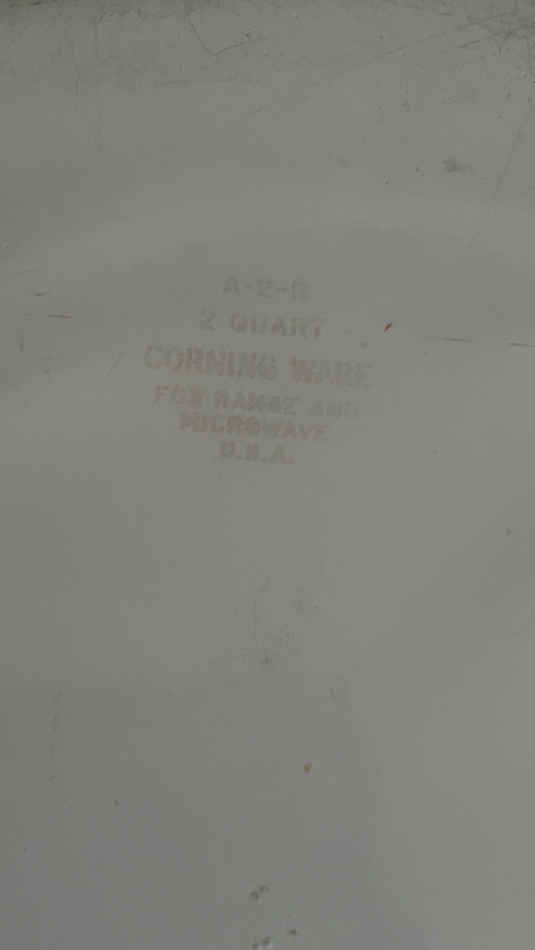 A-2-B
2 QUART
CORNING WARE
FOR RANGE AND
MICROWAVE
U.S.A.